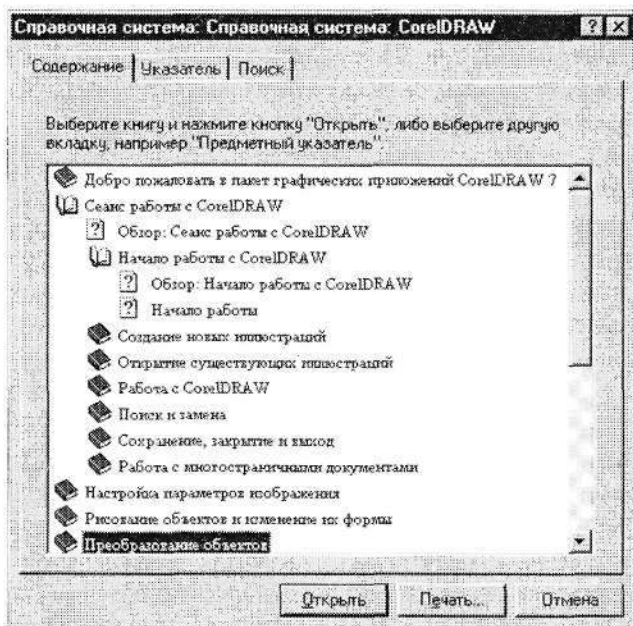 Справочная система: Справочная система: CorelDRAW
Содержание Указатель Поиск
Выберите книгу и нажмите кнопку "Открыть", либо выберите другую
вкладку, например "Предметный указатель".
Добро пожаловать в пакет графических приложений CorelDRAW 7
Сеанс работы с CorelDRAW
Обзор: Сеанс работы с CorelDRAW
Начало работы с CorelDRAW
Обзор: Начало работы с CorelDRAW
Начало работы
Создание новых иллюстраций
Открытие существующих иллюстраций
Работа с CorelDRAW
Поиск и замена
Сохранение, закрытие и выход
Работа с многостраничными документами
Настройка параметров изображения
Рисование объектов и изменение их формы
Преобразование объектов
Открыть Печать... Отмена